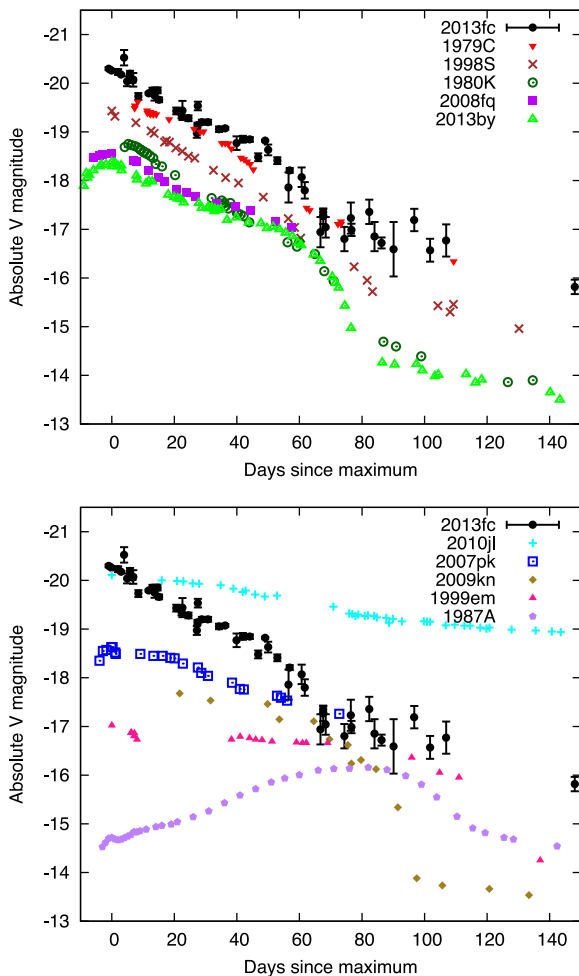 -21
-20
-19
-18
-17
-16
-15
-14
-13
Absolute V magnitude
2013fc
1979C
1998S
1980K
2008fq
2013by
0 20 40 60 80 100 120 140
Days since maximum
-21
-20
-19
-18
-17
-16
-15
-14
-13
Absolute V magnitude
2013fc
2010jl
2007pk
2009kn
1999em
1987A
0 20 40 60 80 100 120 140
Days since maximum